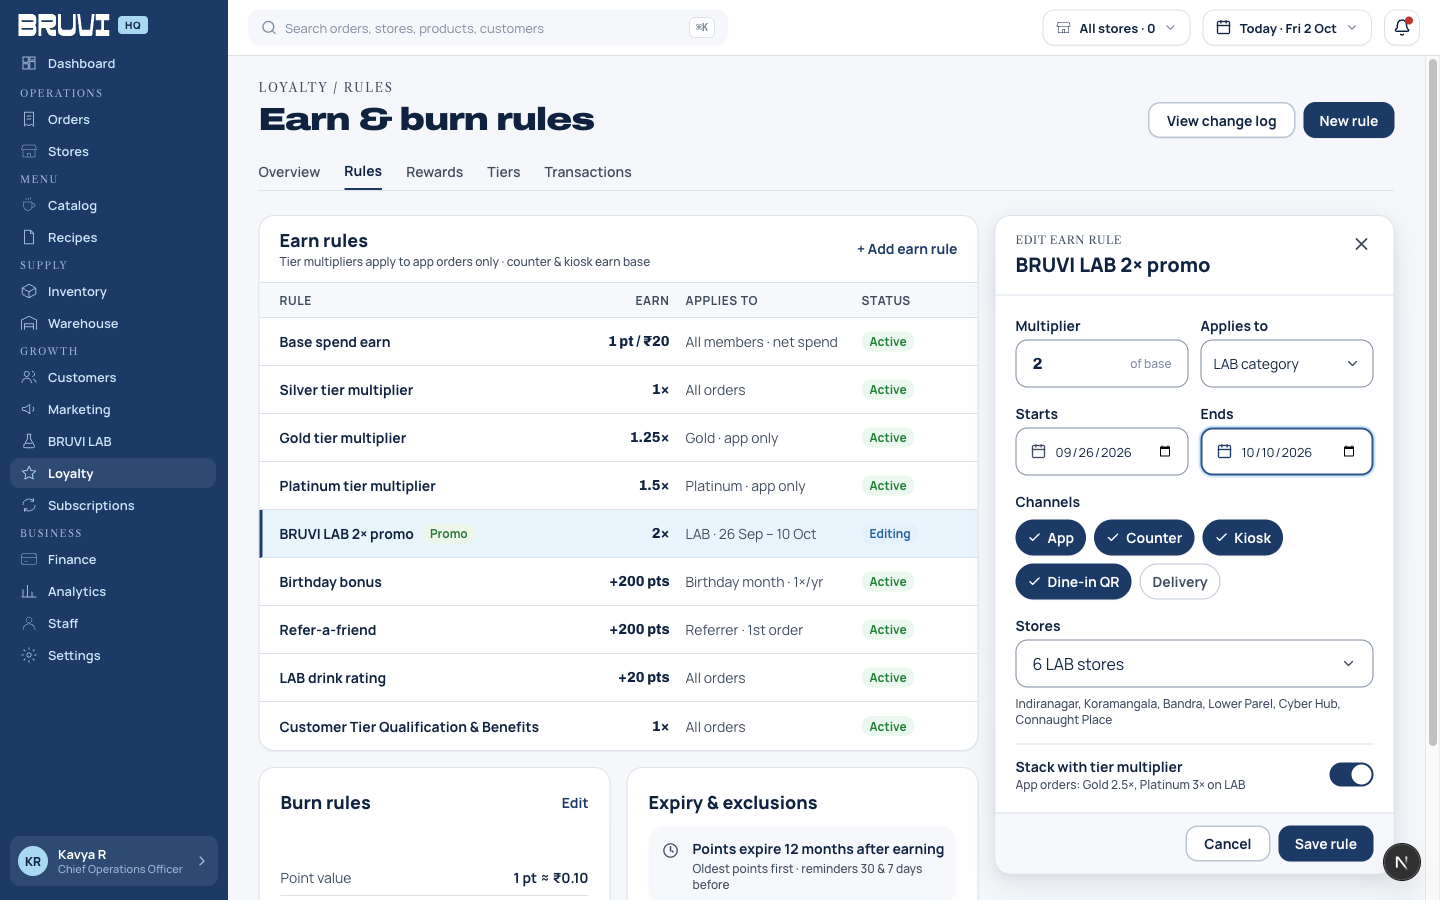 BRUVI HQ
Search orders, stores, products, customers ⌘K
All stores · 0
Today · Fri 2 Oct
Dashboard
OPERATIONS
Orders
Stores
MENU
Catalog
Recipes
SUPPLY
Inventory
Warehouse
GROWTH
Customers
Marketing
BRUVI LAB
Loyalty
Subscriptions
BUSINESS
Finance
Analytics
Staff
Settings
KR
Kavya R
Chief Operations Officer
LOYALTY / RULES
Earn & burn rules
View change log
New rule
Overview Rules Rewards Tiers Transactions
Earn rules
Tier multipliers apply to app orders only · counter & kiosk earn base
+ Add earn rule
RULE EARN APPLIES TO STATUS
Base spend earn 1 pt / ₹20 All members · net spend Active
Silver tier multiplier 1× All orders Active
Gold tier multiplier 1.25× Gold · app only Active
Platinum tier multiplier 1.5× Platinum · app only Active
BRUVI LAB 2× promo Promo 2× LAB · 26 Sep – 10 Oct Editing
Birthday bonus +200 pts Birthday month · 1×/yr Active
Refer-a-friend +200 pts Referrer · 1st order Active
LAB drink rating +20 pts All orders Active
Customer Tier Qualification & Benefits 1× All orders Active
Burn rules Edit
Point value 1 pt ≈ ₹0.10
Expiry & exclusions
Points expire 12 months after earning
Oldest points first · reminders 30 & 7 days
before
EDIT EARN RULE
BRUVI LAB 2× promo
Multiplier Applies to
2 of base LAB category
Starts Ends
09/26/2026 10/10/2026
Channels
App Counter Kiosk
Dine-in QR Delivery
Stores
6 LAB stores
Indiranagar, Koramangala, Bandra, Lower Parel, Cyber Hub,
Connaught Place
Stack with tier multiplier
App orders: Gold 2.5×, Platinum 3× on LAB
Cancel Save rule
N